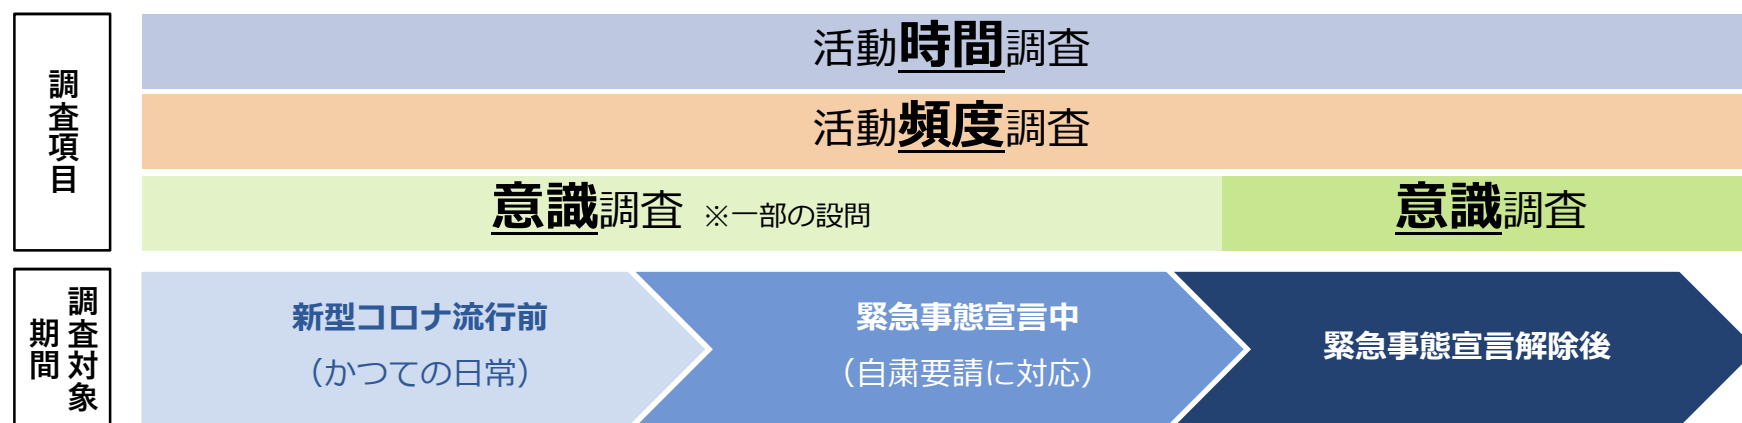 調査項目
活動時間調査
活動頻度調査
意識調査 ※一部の設問
意識調査
調査対象
期間
新型コロナ流行前
（かつての日常）
緊急事態宣言中
（自粛要請に対応）
緊急事態宣言解除後